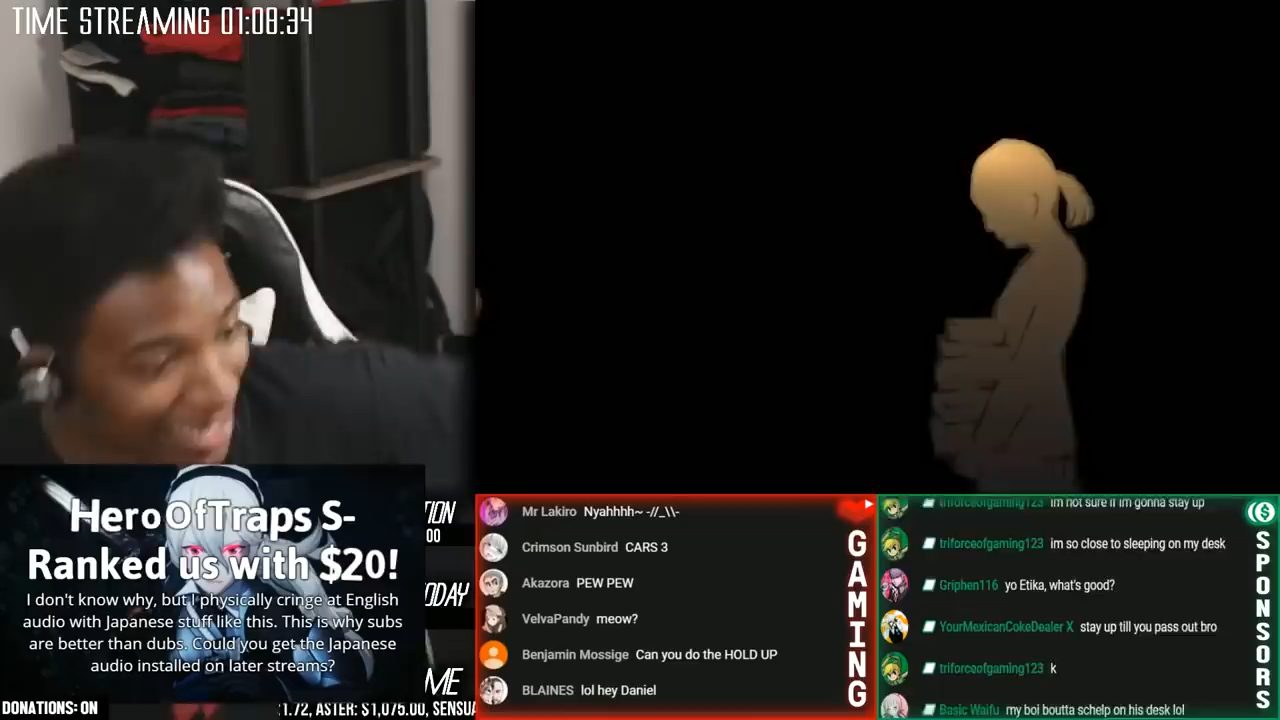 TIME STREAMING 01:08:34
HeroOfTraps S-
Ranked us with $20!
I don't know why, but I physically cringe at English
audio with Japanese stuff like this. This is why subs
are better than dubs. Could you get the Japanese
audio installed on later streams?
TION
00
ODAY
ME
DONATIONS: ON
1.72, ASTER: $1,075.00, SENSUA
Mr Lakiro Nyahhhh~ -//_\\-
Crimson Sunbird CARS 3
Akazora PEW PEW
VelvaPandy meow?
Benjamin Mossige Can you do the HOLD UP
BLAINES lol hey Daniel
GAMING
triforceofgaming123 im not sure if im gonna stay up
triforceofgaming123 im so close to sleeping on my desk
Griphen116 yo Etika, what's good?
YourMexicanCokeDealer X stay up till you pass out bro
triforceofgaming123 k
Basic Waifu my boi boutta schelp on his desk lol
SPONSORS